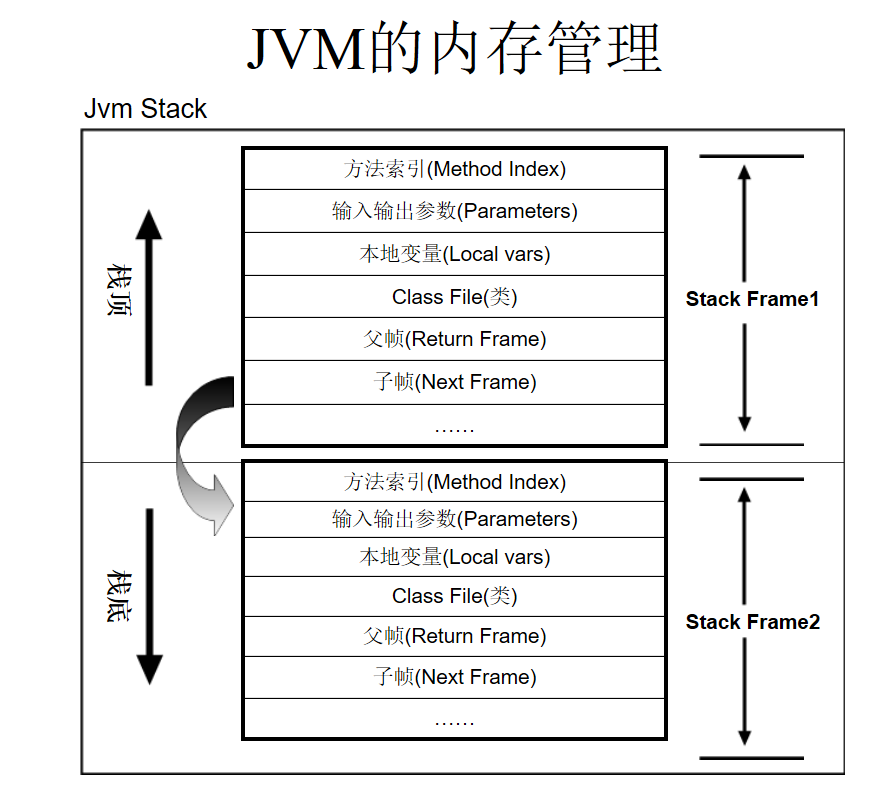 JVM的内存管理
Jvm Stack
栈顶
方法索引(Method Index)
输入输出参数(Parameters)
本地变量(Local vars)
Class File(类)
父帧(Return Frame)
子帧(Next Frame)
……
Stack Frame1
栈底
方法索引(Method Index)
输入输出参数(Parameters)
本地变量(Local vars)
Class File(类)
父帧(Return Frame)
子帧(Next Frame)
……
Stack Frame2